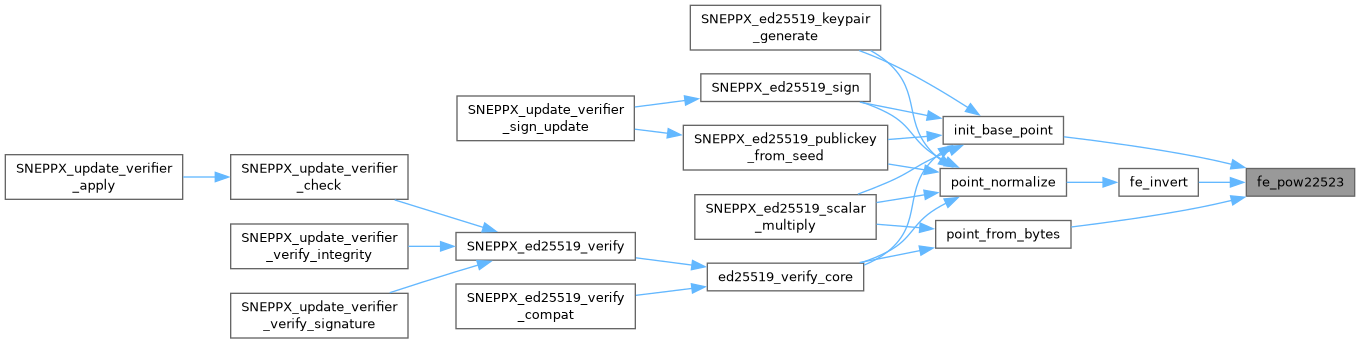 SNEPPX_ed25519_keypair
_generate
SNEPPX_ed25519_sign
SNEPPX_update_verifier
_sign_update
init_base_point
SNEPPX_ed25519_publickey
_from_seed
SNEPPX_update_verifier
_apply
SNEPPX_update_verifier
_check
point_normalize
fe_invert
fe_pow22523
SNEPPX_ed25519_scalar
_multiply
point_from_bytes
SNEPPX_update_verifier
_verify_integrity
SNEPPX_ed25519_verify
ed25519_verify_core
SNEPPX_update_verifier
_verify_signature
SNEPPX_ed25519_verify
_compat